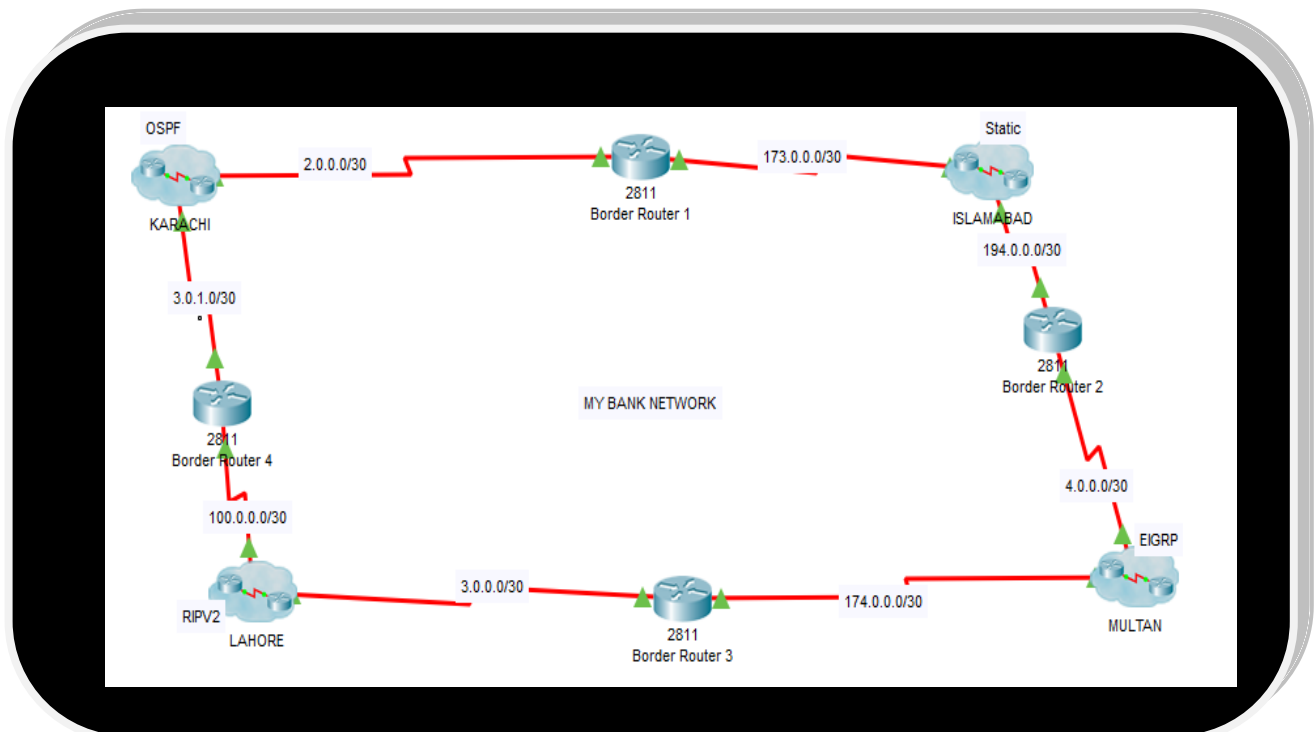 OSPF
Static
2.0.0.0/30
173.0.0.0/30
2811
Border Router 1
KARACHI
ISLAMABAD
194.0.0.0/30
3.0.1.0/30
2811
Border Router 2
2811
Border Router 4
MY BANK NETWORK
4.0.0.0/30
100.0.0.0/30
EIGRP
3.0.0.0/30
174.0.0.0/30
RIPV2
LAHORE
2811
Border Router 3
MULTAN